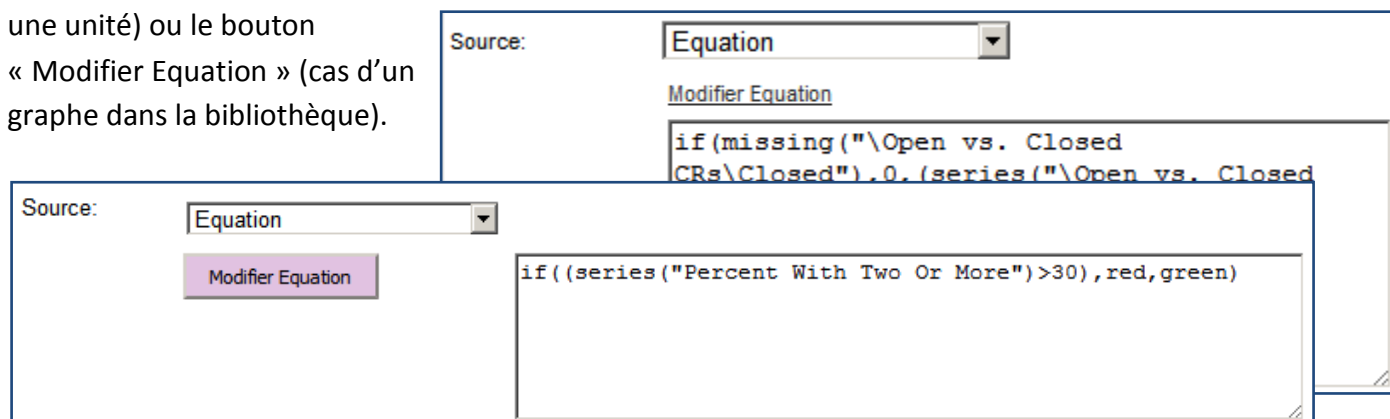 une unité) ou le bouton
« Modifier Equation » (cas d’un
graphe dans la bibliothèque).
Source:
Equation
Modifier Equation
if(missing("\Open vs. Closed
CRs\Closed"),0,(series("\Open vs. Closed
Source:
Equation
Modifier Equation
if((series("Percent With Two Or More")>30),red,green)